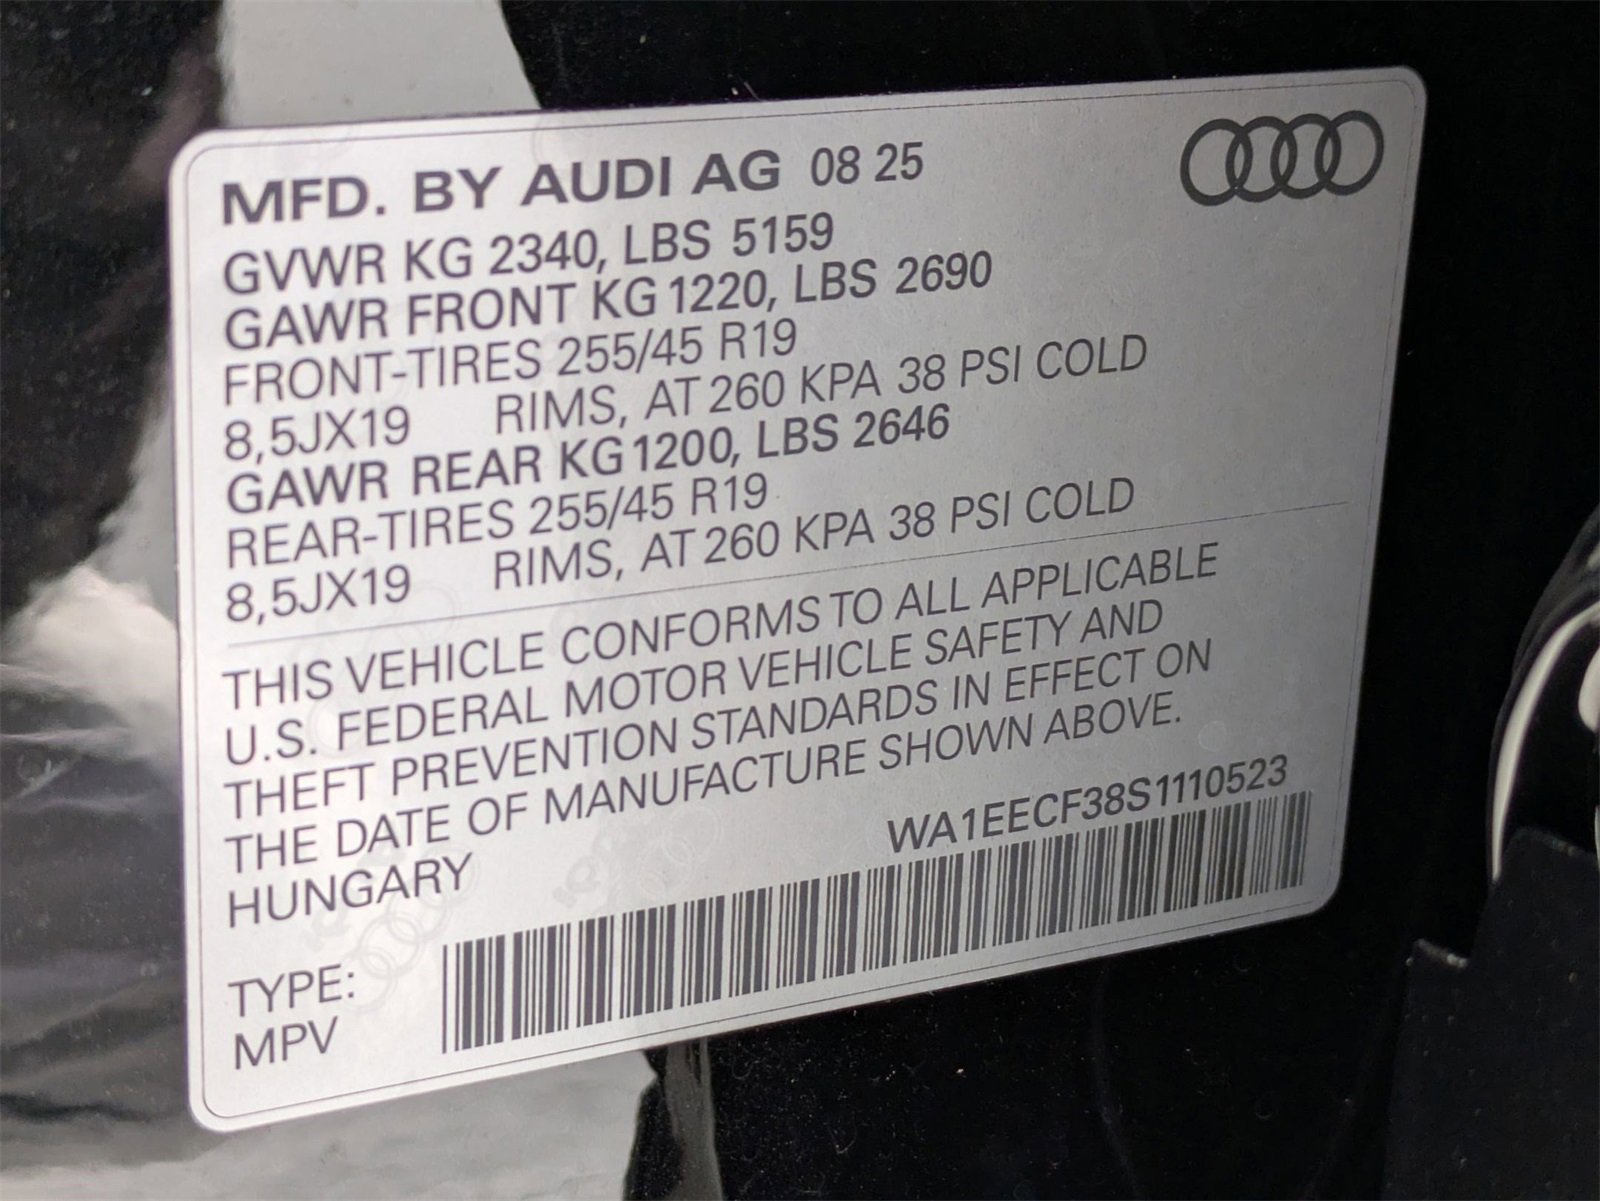 MFD. BY AUDI AG 08 25
GVWR KG 2340, LBS 5159
GAWR FRONT KG 1220, LBS 2690
FRONT-TIRES 255/45 R19
8,5JX19 RIMS, AT 260 KPA 38 PSI COLD
GAWR REAR KG 1200, LBS 2646
REAR-TIRES 255/45 R19
8,5JX19 RIMS, AT 260 KPA 38 PSI COLD
THIS VEHICLE CONFORMS TO ALL APPLICABLE
U.S. FEDERAL MOTOR VEHICLE SAFETY AND
THEFT PREVENTION STANDARDS IN EFFECT ON
THE DATE OF MANUFACTURE SHOWN ABOVE.
HUNGARY
WA1EECF38S1110523
TYPE:
MPV